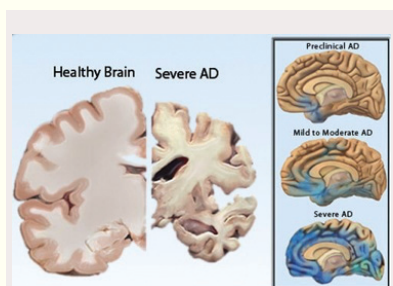 Healthy Brain
Severe AD
Preclinical AD
Mild to Moderate AD
Severe AD